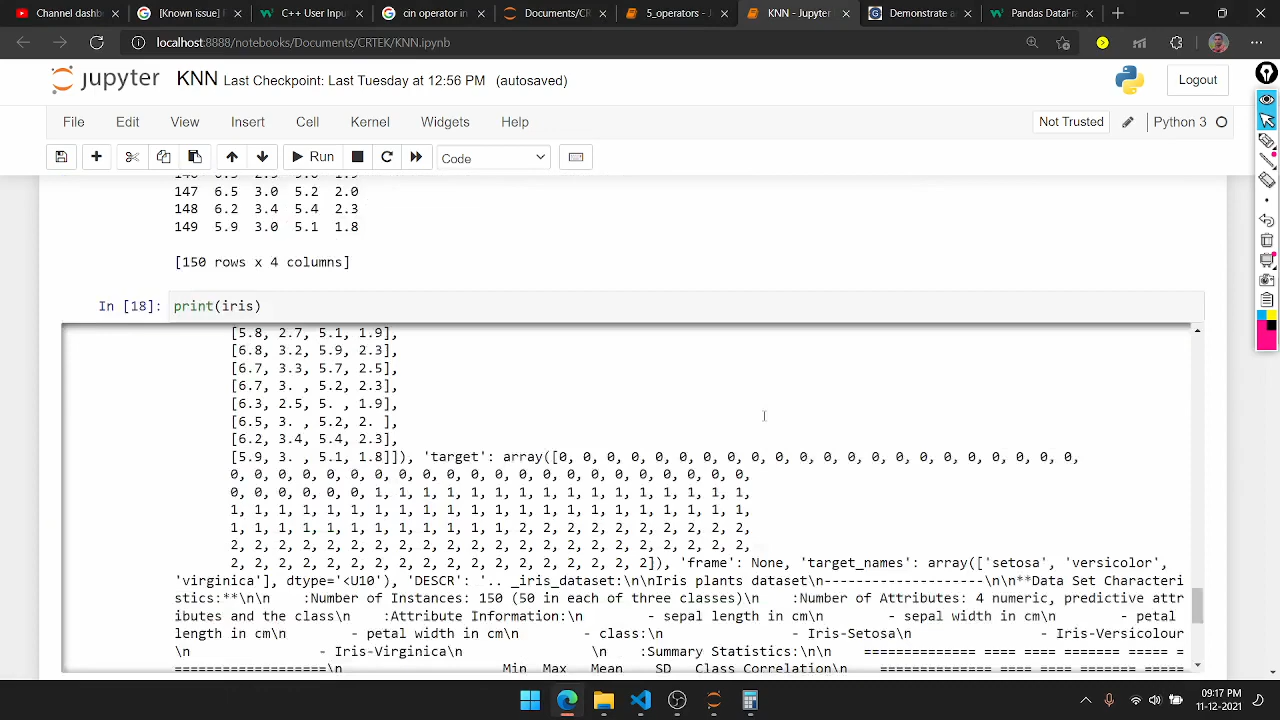 Channel dashb
[Known issue] F
C++ User Input
cin operator in
Documents/CR
5_operators - J
KNN - Jupyter
Demonstrate an
Pandas DataFra
localhost:8888/notebooks/Documents/CRTEK/KNN.ipynb
jupyter KNN Last Checkpoint: Last Tuesday at 12:56 PM (autosaved)
Logout
File Edit View Insert Cell Kernel Widgets Help
Not Trusted
Python 3
Run
Code
147 6.5 3.0 5.2 2.0
148 6.2 3.4 5.4 2.3
149 5.9 3.0 5.1 1.8
[150 rows x 4 columns]
In [18]: print(iris)
[5.8, 2.7, 5.1, 1.9],
[6.8, 3.2, 5.9, 2.3],
[6.7, 3.3, 5.7, 2.5],
[6.7, 3. , 5.2, 2.3],
[6.3, 2.5, 5. , 1.9],
[6.5, 3. , 5.2, 2. ],
[6.2, 3.4, 5.4, 2.3],
[5.9, 3. , 5.1, 1.8]]), 'target': array([0, 0, 0, 0, 0, 0, 0, 0, 0, 0, 0, 0, 0, 0, 0, 0, 0, 0, 0, 0, 0, 0,
0, 0, 0, 0, 0, 0, 0, 0, 0, 0, 0, 0, 0, 0, 0, 0, 0, 0, 0, 0,
0, 0, 0, 0, 0, 0, 1, 1, 1, 1, 1, 1, 1, 1, 1, 1, 1, 1, 1, 1, 1, 1,
1, 1, 1, 1, 1, 1, 1, 1, 1, 1, 1, 1, 1, 1, 1, 1, 1, 1, 1, 1, 1, 1,
1, 1, 1, 1, 1, 1, 1, 1, 1, 1, 1, 1, 2, 2, 2, 2, 2, 2, 2, 2, 2, 2,
2, 2, 2, 2, 2, 2, 2, 2, 2, 2, 2, 2, 2, 2, 2, 2, 2, 2, 2, 2, 2, 2,
2, 2, 2, 2, 2, 2, 2, 2, 2, 2, 2, 2, 2, 2, 2, 2, 2, 2]), 'frame': None, 'target_names': array(['setosa', 'versicolor',
'virginica'], dtype='<U10'), 'DESCR': '.. _iris_dataset:\n\nIris plants dataset\n--------------------\n\n**Data Set Characteri
stics:**\n\n    :Number of Instances: 150 (50 in each of three classes)\n    :Number of Attributes: 4 numeric, predictive attr
ibutes and the class\n    :Attribute Information:\n        - sepal length in cm\n        - sepal width in cm\n        - petal
length in cm\n        - petal width in cm\n        - class:\n                - Iris-Setosa\n                - Iris-Versicolour
\n                - Iris-Virginica\n                \n    :Summary Statistics:\n\n    ============== ==== ==== ======= ===== =
===================\n                    Min  Max   Mean    SD   Class Correlation\n    ============== ==== ==== ======= =====
09:17 PM
11-12-2021